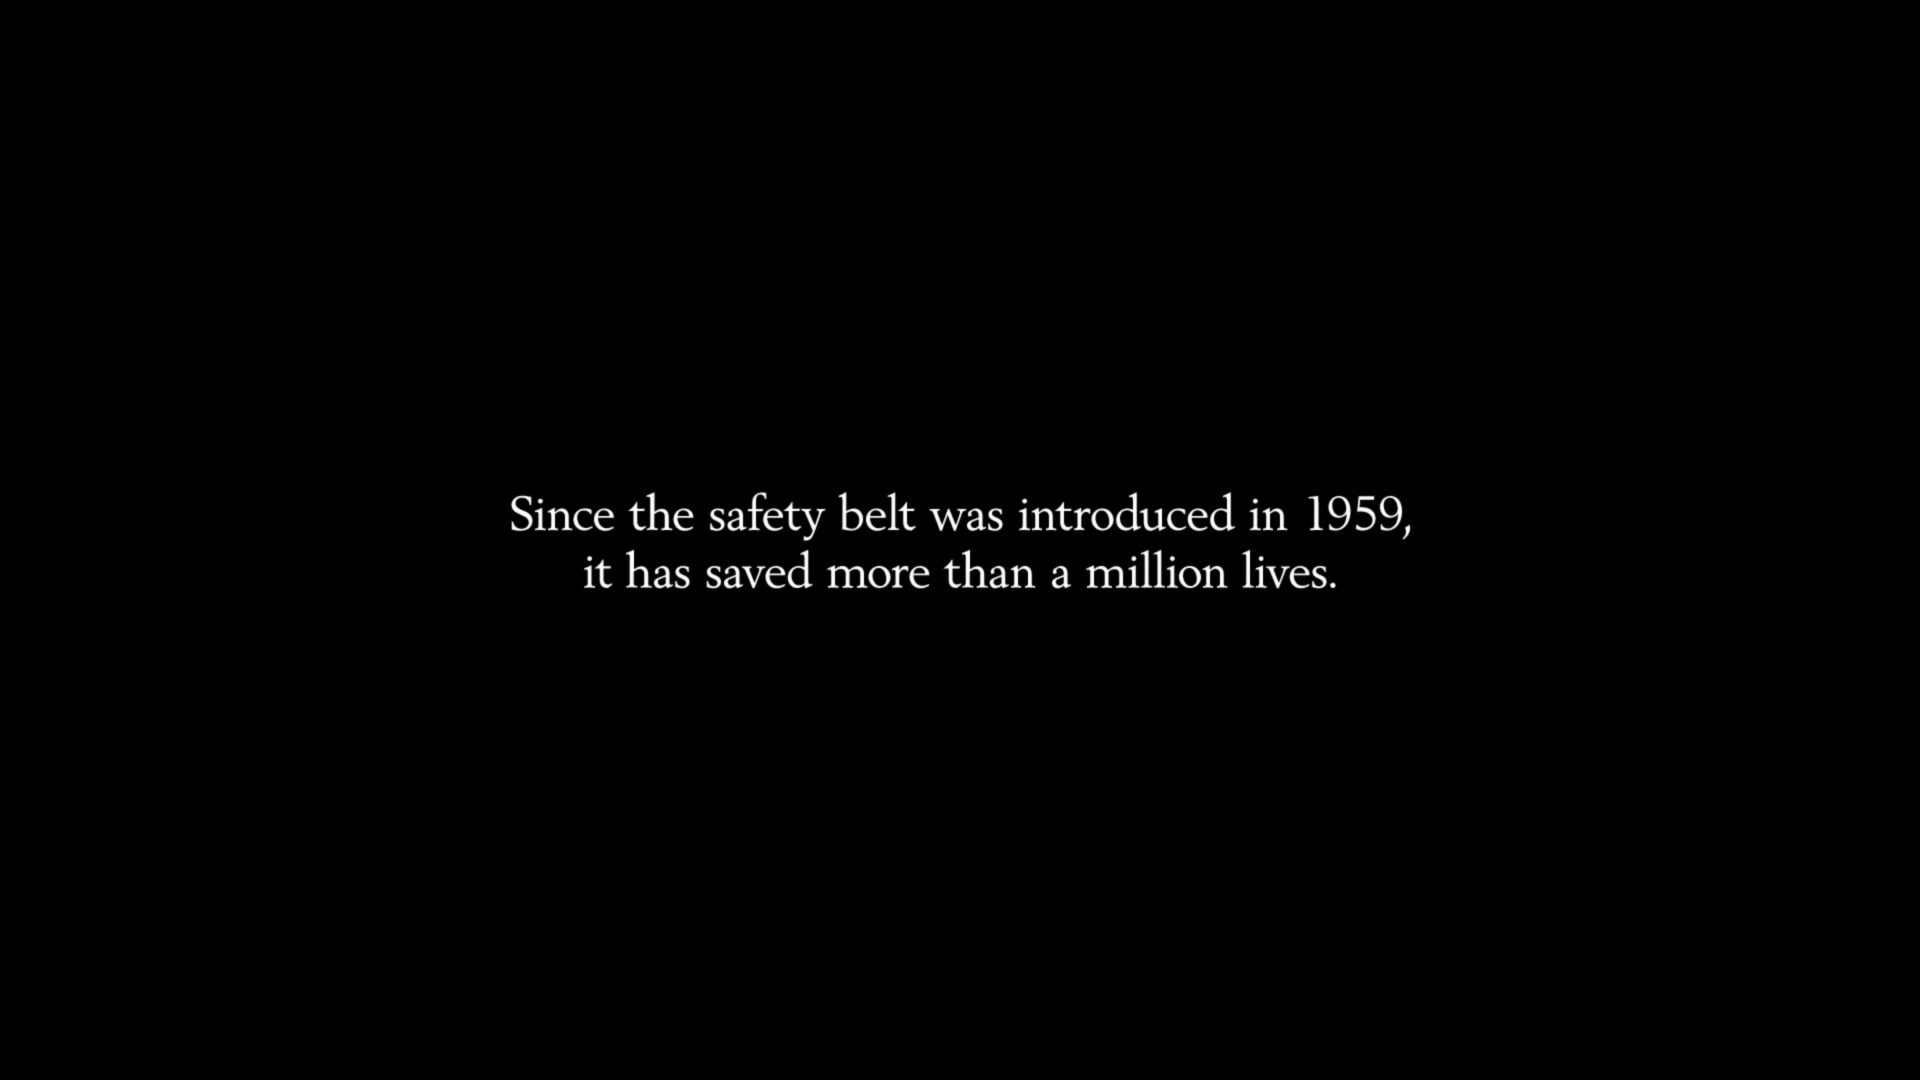 Since the safety belt was introduced in 1959,
it has saved more than a million lives.